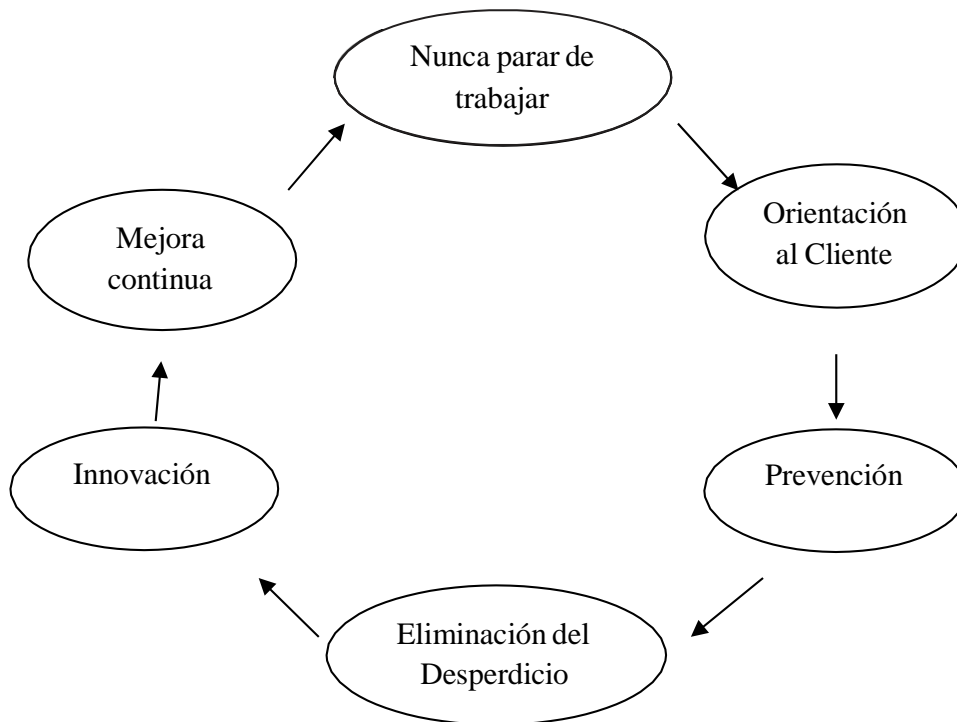 Nunca parar de
trabajar
Orientación
al Cliente
Prevención
Eliminación del
Desperdicio
Innovación
Mejora
continua